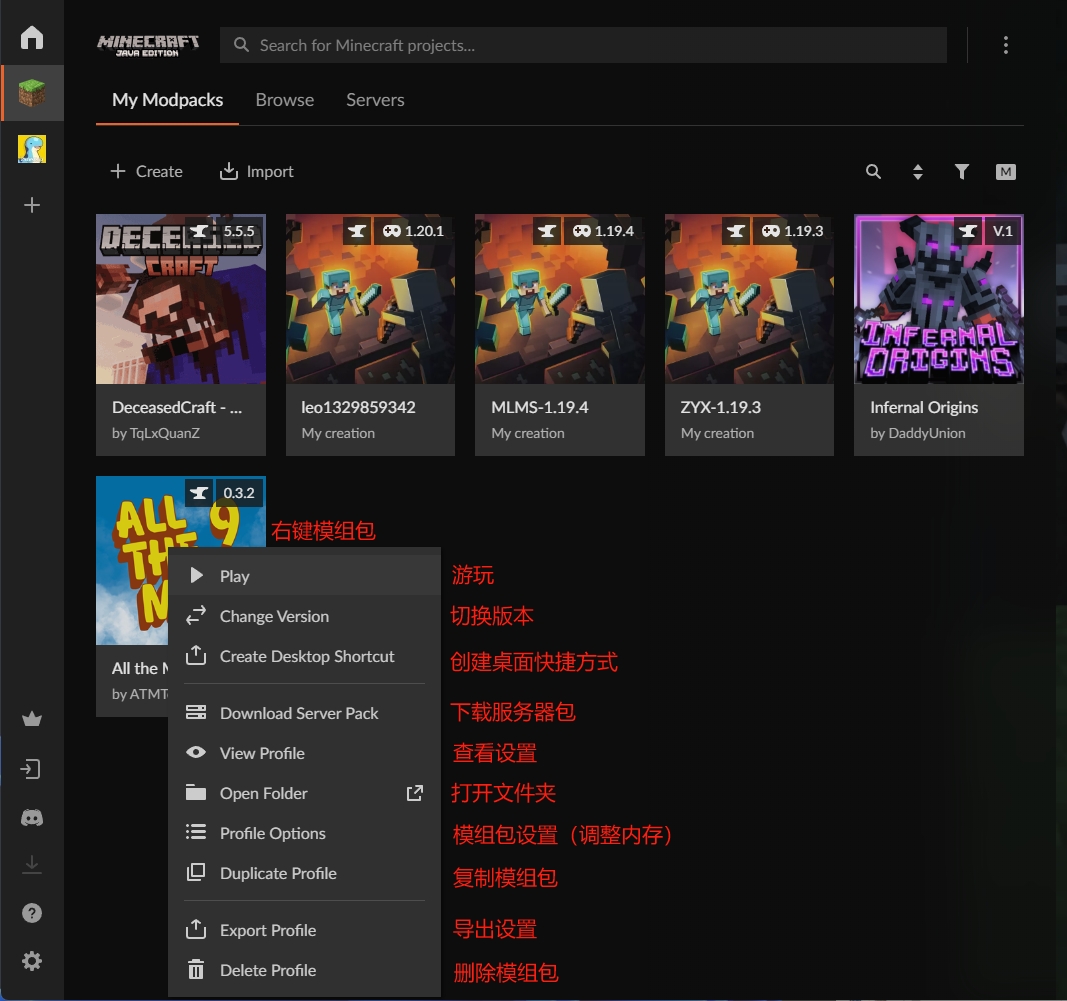 MINECRAFT
JAVA EDITION
Search for Minecraft projects...
My Modpacks Browse Servers
Create Import M
DECEASED CRAFT 5.5.5
1.20.1
1.19.4
1.19.3
INFERNAL ORIGINS V.1
DeceasedCraft - ... leo1329859342 MLMS-1.19.4 ZYX-1.19.3 Infernal Origins
by TqLxQuanZ My creation My creation My creation by DaddyUnion
0.3.2
ALL
THE 9
M
All the M
by ATMT
右键模组包
Play 游玩
Change Version 切换版本
Create Desktop Shortcut 创建桌面快捷方式
Download Server Pack 下载服务器包
View Profile 查看设置
Open Folder 打开文件夹
Profile Options 模组包设置（调整内存）
Duplicate Profile 复制模组包
Export Profile 导出设置
Delete Profile 删除模组包